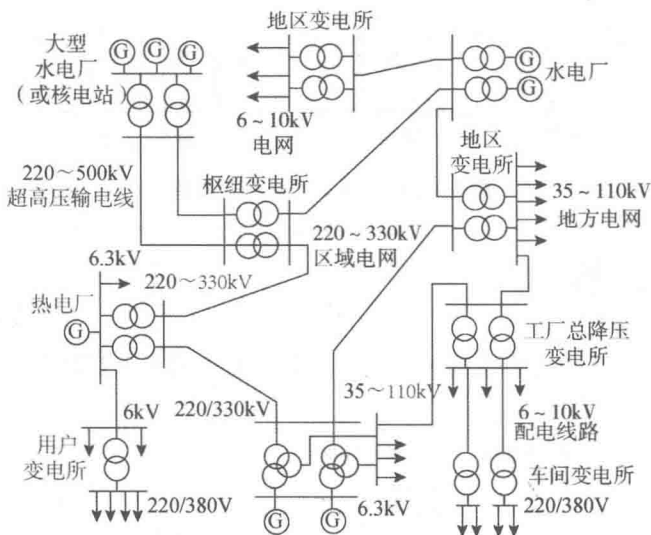 地区变电所
大型
水电厂
（或核电站）
G G G
G
水电厂
G
6～10kV
电网
地区
变电所
220～500kV
超高压输电线
枢纽变电所
35～110kV
地方电网
220～330kV
区域电网
6.3kV
220～330kV
热电厂
G
工厂总降压
变电所
35～110kV
6kV
220/330kV
6～10kV
配电线路
用户
变电所
车间变电所
220/380V
6.3kV
220/380V
G G